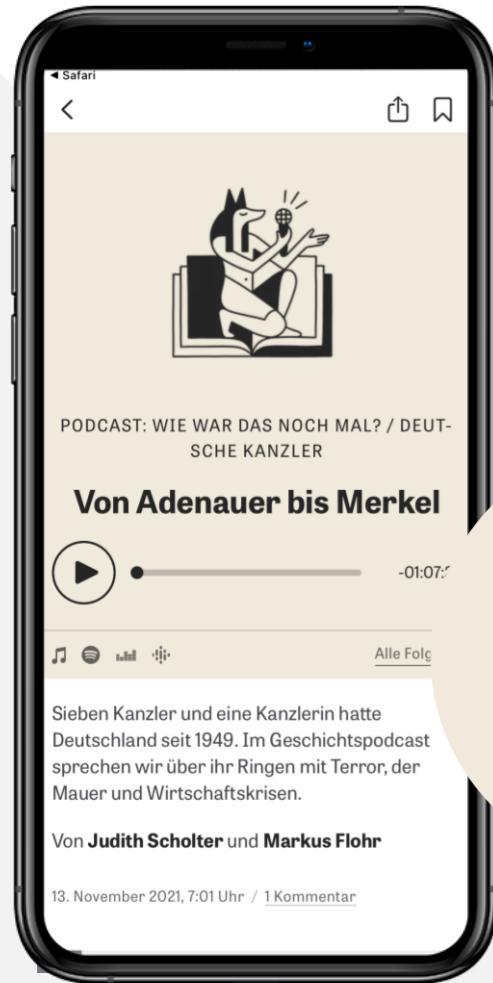 ◀ Safari
PODCAST: WIE WAR DAS NOCH MAL? / DEUT-
SCHE KANZLER
Von Adenauer bis Merkel
-01:07:
Alle Folg
Sieben Kanzler und eine Kanzlerin hatte
Deutschland seit 1949. Im Geschichtspodcast
sprechen wir über ihr Ringen mit Terror, der
Mauer und Wirtschaftskrisen.
Von Judith Scholter und Markus Flohr
13. November 2021, 7:01 Uhr / 1 Kommentar